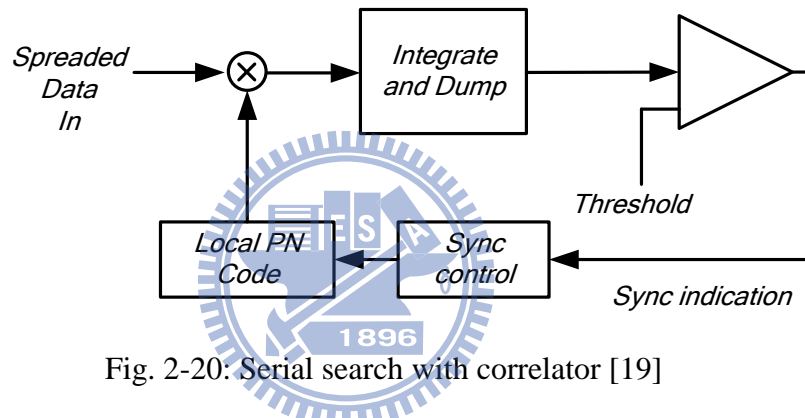 Spreaded
Data
In
Integrate
and Dump
Threshold
Local PN
Code
Sync
control
Sync indication
E S A
1896
Fig. 2-20: Serial search with correlator [19]